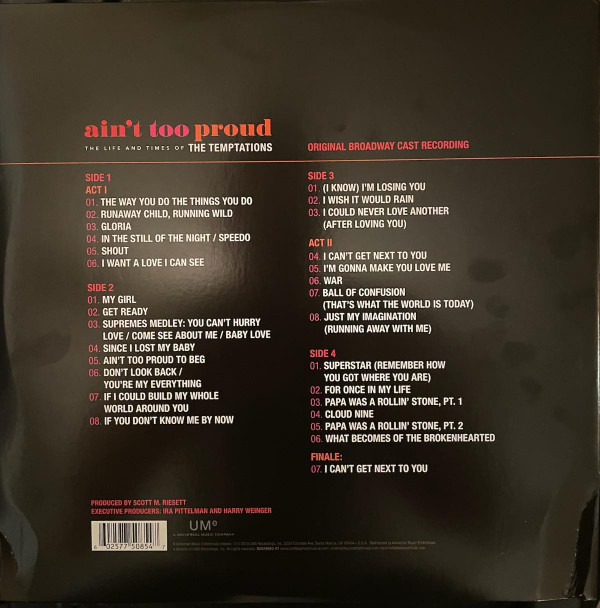 ain't too proud
THE LIFE AND TIMES OF THE TEMPTATIONS
ORIGINAL BROADWAY CAST RECORDING
SIDE 1
ACT I
01. THE WAY YOU DO THE THINGS YOU DO
02. RUNAWAY CHILD, RUNNING WILD
03. GLORIA
04. IN THE STILL OF THE NIGHT / SPEEDO
05. SHOUT
06. I WANT A LOVE I CAN SEE
SIDE 2
01. MY GIRL
02. GET READY
03. SUPREMES MEDLEY: YOU CAN'T HURRY
LOVE / COME SEE ABOUT ME / BABY LOVE
04. SINCE I LOST MY BABY
05. AIN'T TOO PROUD TO BEG
06. DON'T LOOK BACK /
YOU'RE MY EVERYTHING
07. IF I COULD BUILD MY WHOLE
WORLD AROUND YOU
08. IF YOU DON'T KNOW ME BY NOW
SIDE 3
01. (I KNOW) I'M LOSING YOU
02. I WISH IT WOULD RAIN
03. I COULD NEVER LOVE ANOTHER
(AFTER LOVING YOU)
ACT II
04. I CAN'T GET NEXT TO YOU
05. I'M GONNA MAKE YOU LOVE ME
06. WAR
07. BALL OF CONFUSION
(THAT'S WHAT THE WORLD IS TODAY)
08. JUST MY IMAGINATION
(RUNNING AWAY WITH ME)
SIDE 4
01. SUPERSTAR (REMEMBER HOW
YOU GOT WHERE YOU ARE)
02. FOR ONCE IN MY LIFE
03. PAPA WAS A ROLLIN' STONE, PT. 1
04. CLOUD NINE
05. PAPA WAS A ROLLIN' STONE, PT. 2
06. WHAT BECOMES OF THE BROKENHEARTED
FINALE:
07. I CAN'T GET NEXT TO YOU
PRODUCED BY SCOTT M. RIESETT
EXECUTIVE PRODUCERS: IRA PITTELMAN AND HARRY WEINGER
UMe
A UNIVERSAL MUSIC COMPANY
6 02577 50854 7